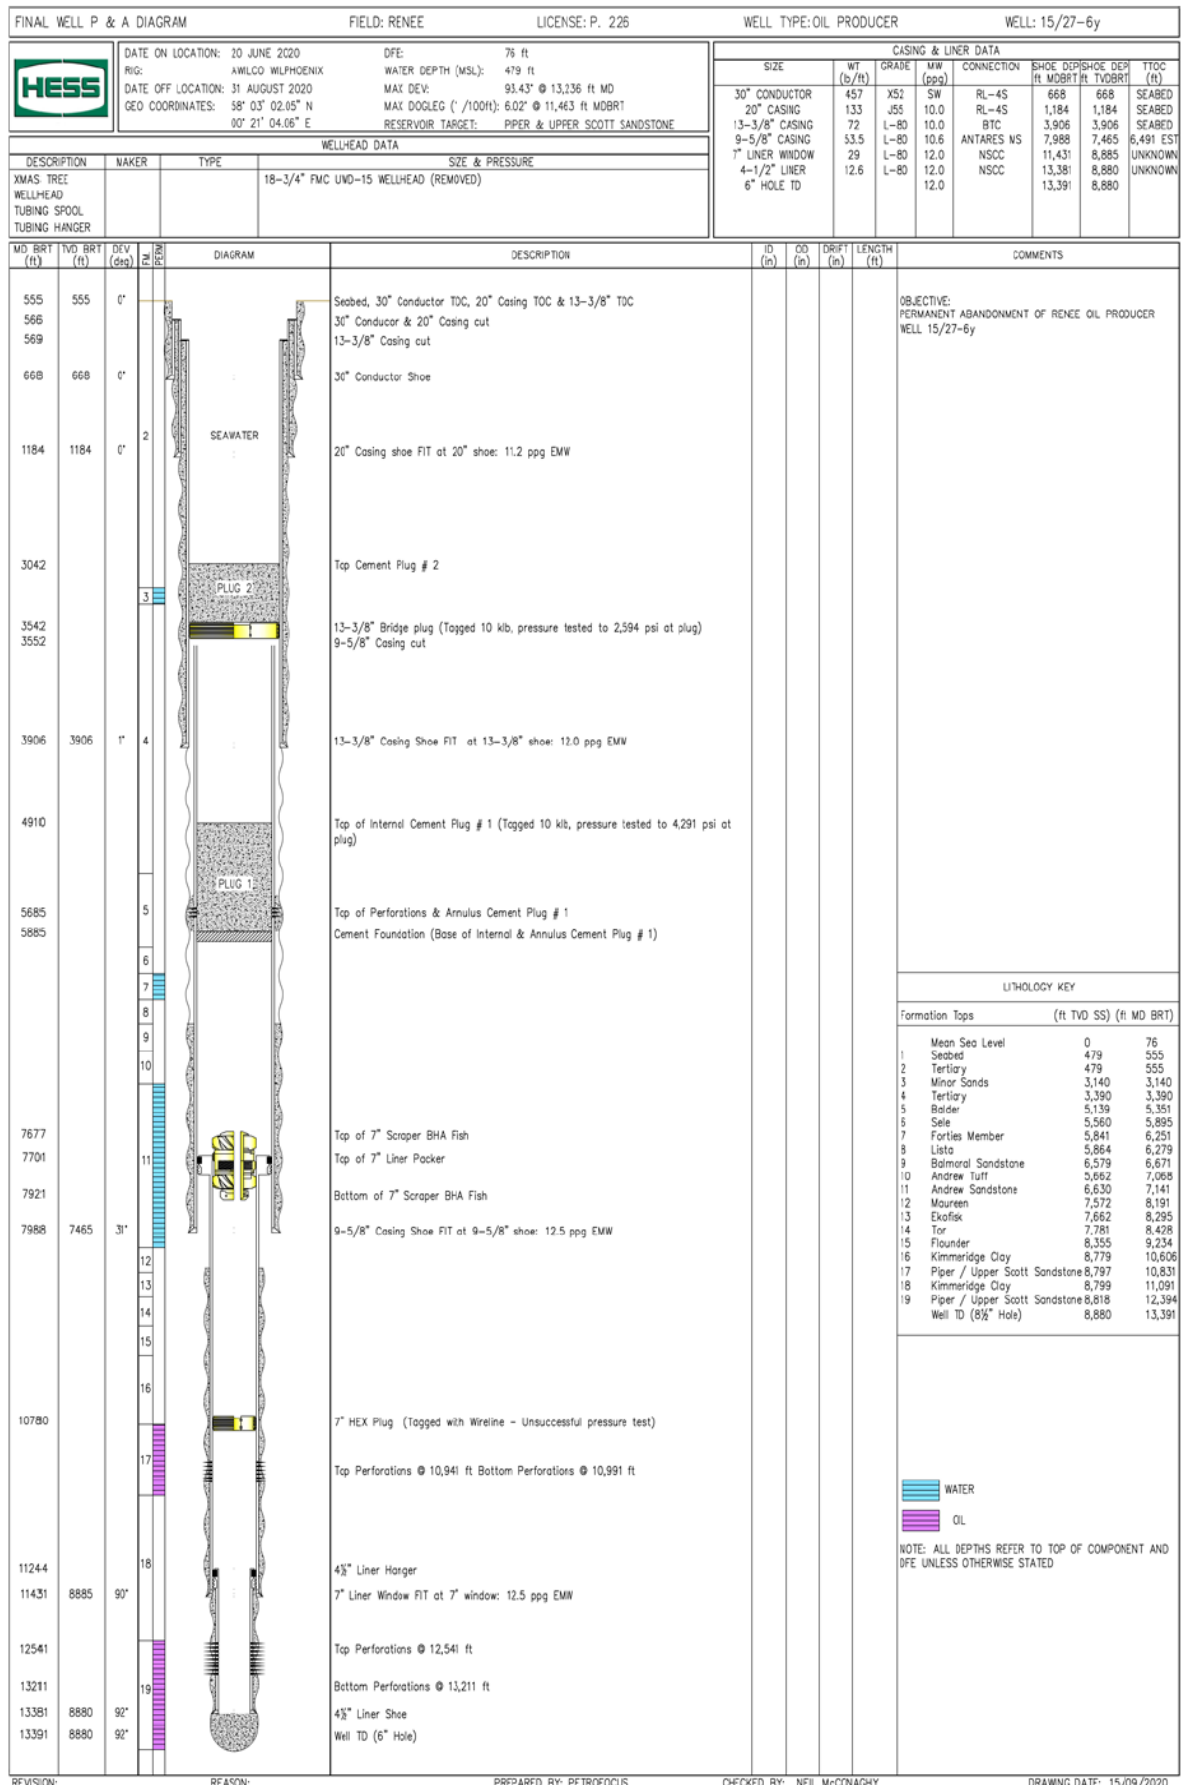 FINAL WELL P & A DIAGRAM FIELD: RENEE LICENSE: P. 226 WELL TYPE: OIL PRODUCER WELL: 15/27-6y
HESS
DATE ON LOCATION: 20 JUNE 2020 DFE: 76 ft
RIG: AWILCO WILPHOENIX WATER DEPTH (MSL): 479 ft
DATE OFF LOCATION: 31 AUGUST 2020 MAX DEV: 93.43° @ 13,236 ft MD
GEO COORDINATES: 58° 03' 02.05" N MAX DOGLEG (° /100ft): 6.02° @ 11,463 ft MDBRT
00° 21' 04.06" E RESERVOIR TARGET: PIPER & UPPER SCOTT SANDSTONE
CASING & LINER DATA
SIZE WT (b/ft) GRADE MW (ppg) CONNECTION SHOE DEP ft MDBRT SHOE DEP ft TVDBRT TTOC (ft)
30" CONDUCTOR 457 X52 SW RL-4S 668 668 SEABED
20" CASING 133 J55 10.0 RL-4S 1,184 1,184 SEABED
13-3/8" CASING 72 L-80 10.0 BTC 3,906 3,906 SEABED
9-5/8" CASING 53.5 L-80 10.6 ANTARES NS 7,988 7,465 6,491 EST
7" LINER WINDOW 29 L-80 12.0 NSCC 11,431 8,885 UNKNOWN
4-1/2" LINER 12.6 L-80 12.0 NSCC 13,381 8,880 UNKNOWN
6" HOLE TD 12.0 13,391 8,880
WELLHEAD DATA
DESCRIPTION MAKER TYPE SIZE & PRESSURE
XMAS TREE 18-3/4" FMC UWD-15 WELLHEAD (REMOVED)
WELLHEAD
TUBING SPOOL
TUBING HANGER
MD BRT (ft) TVD BRT (ft) DEV (deg) FM. PERM DIAGRAM DESCRIPTION ID (in) OD (in) DRIFT (in) LENGTH (ft) COMMENTS
555 555 0° Seabed, 30" Conductor TOC, 20" Casing TOC & 13-3/8" TOC
566 30" Conducor & 20" Casing cut
569 13-3/8" Casing cut
668 668 0° 30" Conductor Shoe
2 SEAWATER
1184 1184 0° 20" Casing shoe FIT at 20" shoe: 11.2 ppg EMW
3042 Top Cement Plug # 2
3 PLUG 2
3542 13-3/8" Bridge plug (Tagged 10 klb, pressure tested to 2,594 psi at plug)
3552 9-5/8" Casing cut
3906 3906 1° 4 13-3/8" Casing Shoe FIT at 13-3/8" shoe: 12.0 ppg EMW
4910 Top of Internal Cement Plug # 1 (Tagged 10 klb, pressure tested to 4,291 psi at
plug)
PLUG 1
5685 5 Top of Perforations & Annulus Cement Plug # 1
5885 Cement Foundation (Base of Internal & Annulus Cement Plug # 1)
6
7
8
9
10
7677 Top of 7" Scraper BHA Fish
7701 11 Top of 7" Liner Packer
7921 Bottom of 7" Scraper BHA Fish
7988 7465 31° 9-5/8" Casing Shoe FIT at 9-5/8" shoe: 12.5 ppg EMW
12
13
14
15
16
10780 7" HEX Plug (Tagged with Wireline - Unsuccessful pressure test)
17 Top Perforations @ 10,941 ft Bottom Perforations @ 10,991 ft
11244 18 4½" Liner Hanger
11431 8885 90° 7" Liner Window FIT at 7" window: 12.5 ppg EMW
12541 Top Perforations @ 12,541 ft
13211 19 Bottom Perforations @ 13,211 ft
13381 8880 92° 4½" Liner Shoe
13391 8880 92° Well TD (6" Hole)
OBJECTIVE:
PERMANENT ABANDONMENT OF RENEE OIL PRODUCER
WELL 15/27-6y
LITHOLOGY KEY
Formation Tops (ft TVD SS) (ft MD BRT)
Mean Sea Level 0 76
1 Seabed 479 555
2 Tertiary 479 555
3 Minor Sands 3,140 3,140
4 Tertiary 3,390 3,390
5 Balder 5,139 5,351
6 Sele 5,560 5,895
7 Forties Member 5,841 6,251
8 Lista 5,864 6,279
9 Balmoral Sandstone 6,579 6,671
10 Andrew Tuff 5,662 7,068
11 Andrew Sandstone 6,630 7,141
12 Maureen 7,572 8,191
13 Ekofisk 7,662 8,295
14 Tor 7,781 8,428
15 Flounder 8,355 9,234
16 Kimmeridge Clay 8,779 10,606
17 Piper / Upper Scott Sandstone 8,797 10,831
18 Kimmeridge Clay 8,799 11,091
19 Piper / Upper Scott Sandstone 8,818 12,394
Well TD (8½" Hole) 8,880 13,391
WATER
OIL
NOTE: ALL DEPTHS REFER TO TOP OF COMPONENT AND
DFE UNLESS OTHERWISE STATED
REVISION: REASON: PREPARED BY: PETROFOCUS CHECKED BY: NEIL McCONAGHY DRAWING DATE: 15/09/2020